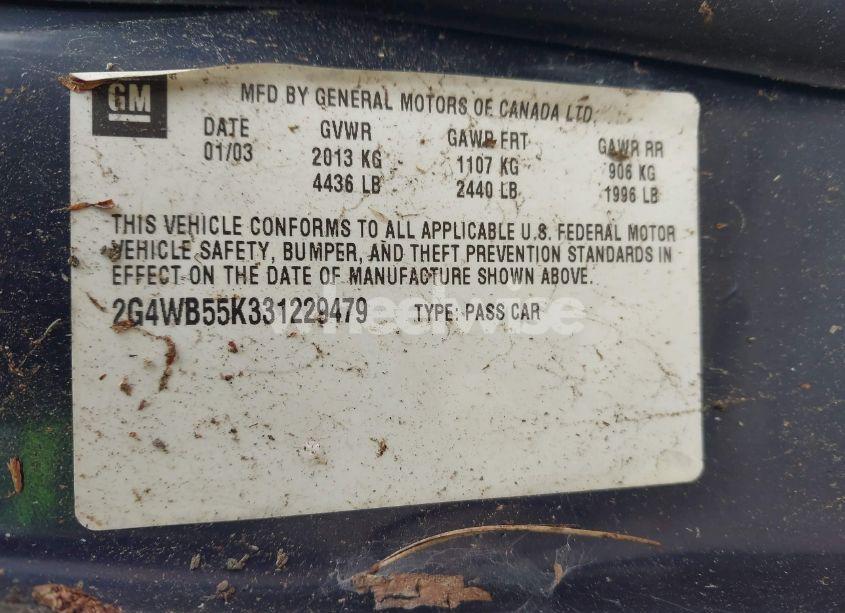 GM
MFD BY GENERAL MOTORS OF CANADA LTD.
DATE GVWR GAWR FRT GAWR RR
01/03 2013 KG 1107 KG 906 KG
4436 LB 2440 LB 1996 LB
THIS VEHICLE CONFORMS TO ALL APPLICABLE U.S. FEDERAL MOTOR
VEHICLE SAFETY, BUMPER, AND THEFT PREVENTION STANDARDS IN
EFFECT ON THE DATE OF MANUFACTURE SHOWN ABOVE.
2G4WB55K331229479 TYPE: PASS CAR
wheelwise